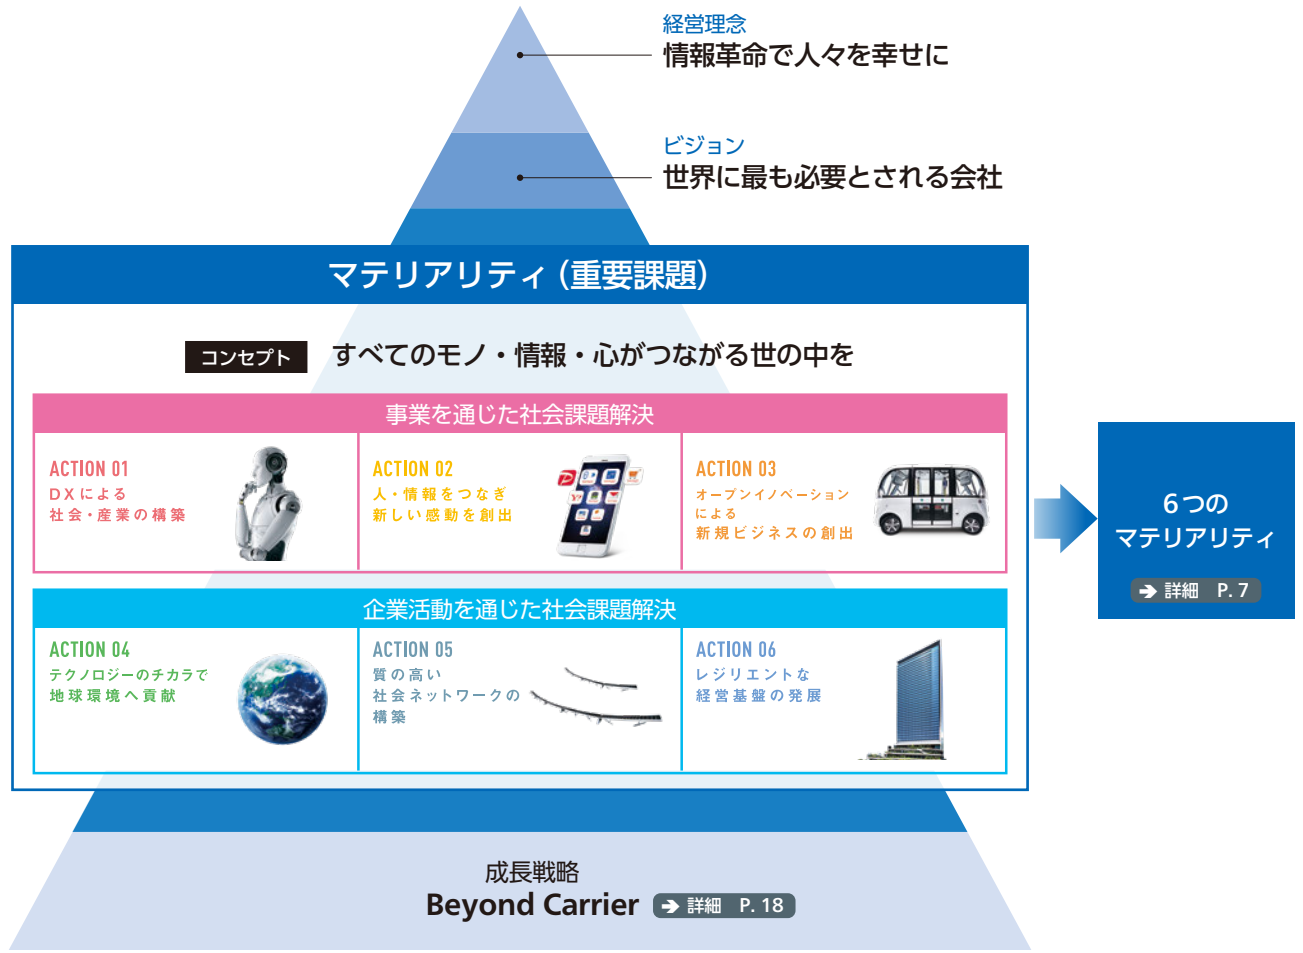 経営理念
情報革命で人々を幸せに
ビジョン
世界に最も必要とされる会社
マテリアリティ（重要課題）
コンセプト すべてのモノ・情報・心がつながる世の中を
事業を通じた社会課題解決
ACTION 01
DXによる
社会・産業の構築
ACTION 02
人・情報をつなぎ
新しい感動を創出
ACTION 03
オープンイノベーション
による
新規ビジネスの創出
企業活動を通じた社会課題解決
ACTION 04
テクノロジーのチカラで
地球環境へ貢献
ACTION 05
質の高い
社会ネットワークの
構築
ACTION 06
レジリエントな
経営基盤の発展
6つの
マテリアリティ
詳細 P. 7
成長戦略
Beyond Carrier 詳細 P. 18